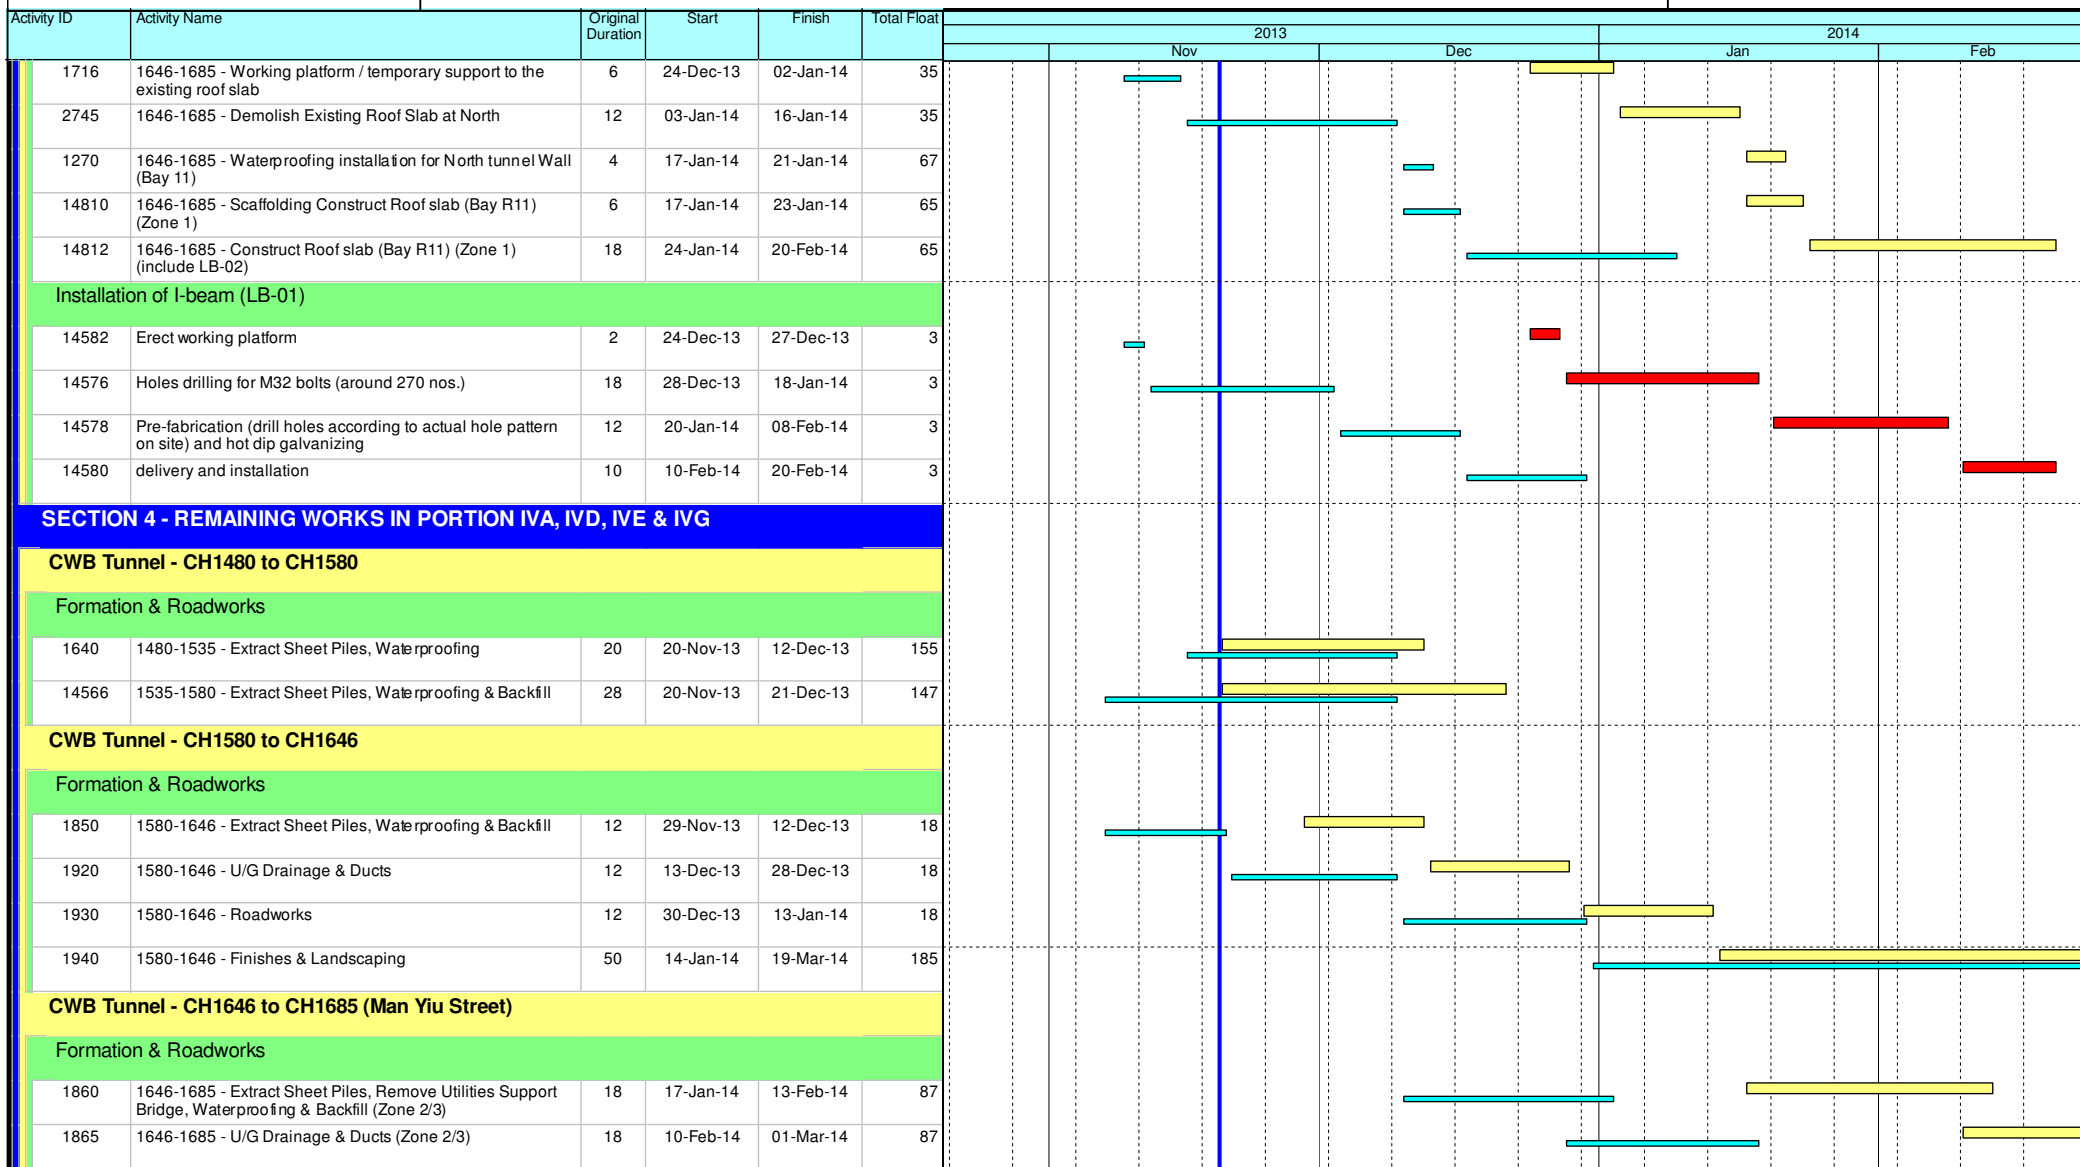 Activity ID Activity Name Original Duration Start Finish Total Float
2013 2014
Nov Dec Jan Feb
1716 1646-1685 - Working platform / temporary support to the existing roof slab 6 24-Dec-13 02-Jan-14 35
2745 1646-1685 - Demolish Existing Roof Slab at North 12 03-Jan-14 16-Jan-14 35
1270 1646-1685 - Waterproofing installation for North tunnel Wall (Bay 11) 4 17-Jan-14 21-Jan-14 67
14810 1646-1685 - Scaffolding Construct Roof slab (Bay R11) (Zone 1) 6 17-Jan-14 23-Jan-14 65
14812 1646-1685 - Construct Roof slab (Bay R11) (Zone 1) (include LB-02) 18 24-Jan-14 20-Feb-14 65
Installation of I-beam (LB-01)
14582 Erect working platform 2 24-Dec-13 27-Dec-13 3
14576 Holes drilling for M32 bolts (around 270 nos.) 18 28-Dec-13 18-Jan-14 3
14578 Pre-fabrication (drill holes according to actual hole pattern on site) and hot dip galvanizing 12 20-Jan-14 08-Feb-14 3
14580 delivery and installation 10 10-Feb-14 20-Feb-14 3
SECTION 4 - REMAINING WORKS IN PORTION IVA, IVD, IVE & IVG
CWB Tunnel - CH1480 to CH1580
Formation & Roadworks
1640 1480-1535 - Extract Sheet Piles, Waterproofing 20 20-Nov-13 12-Dec-13 155
14566 1535-1580 - Extract Sheet Piles, Waterproofing & Backfill 28 20-Nov-13 21-Dec-13 147
CWB Tunnel - CH1580 to CH1646
Formation & Roadworks
1850 1580-1646 - Extract Sheet Piles, Waterproofing & Backfill 12 29-Nov-13 12-Dec-13 18
1920 1580-1646 - U/G Drainage & Ducts 12 13-Dec-13 28-Dec-13 18
1930 1580-1646 - Roadworks 12 30-Dec-13 13-Jan-14 18
1940 1580-1646 - Finishes & Landscaping 50 14-Jan-14 19-Mar-14 185
CWB Tunnel - CH1646 to CH1685 (Man Yiu Street)
Formation & Roadworks
1860 1646-1685 - Extract Sheet Piles, Remove Utilities Support Bridge, Waterproofing & Backfill (Zone 2/3) 18 17-Jan-14 13-Feb-14 87
1865 1646-1685 - U/G Drainage & Ducts (Zone 2/3) 18 10-Feb-14 01-Mar-14 87